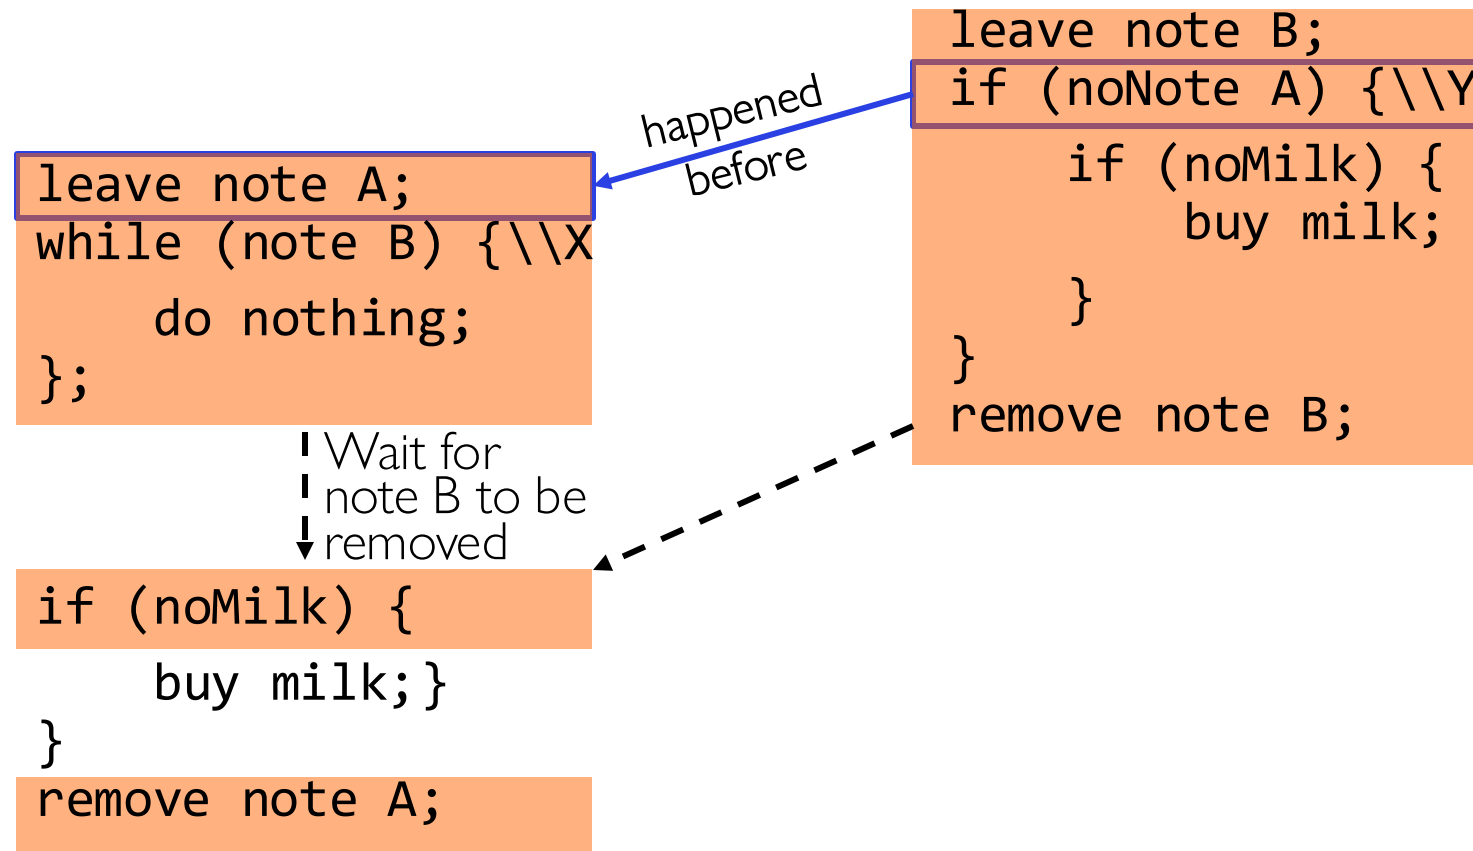 leave note A;
while (note B) {\\X
do nothing;
};
Wait for
note B to be
removed
if (noMilk) {
buy milk;}
}
remove note A;
happened
before
leave note B;
if (noNote A) {\\Y
if (noMilk) {
buy milk;
}
}
remove note B;